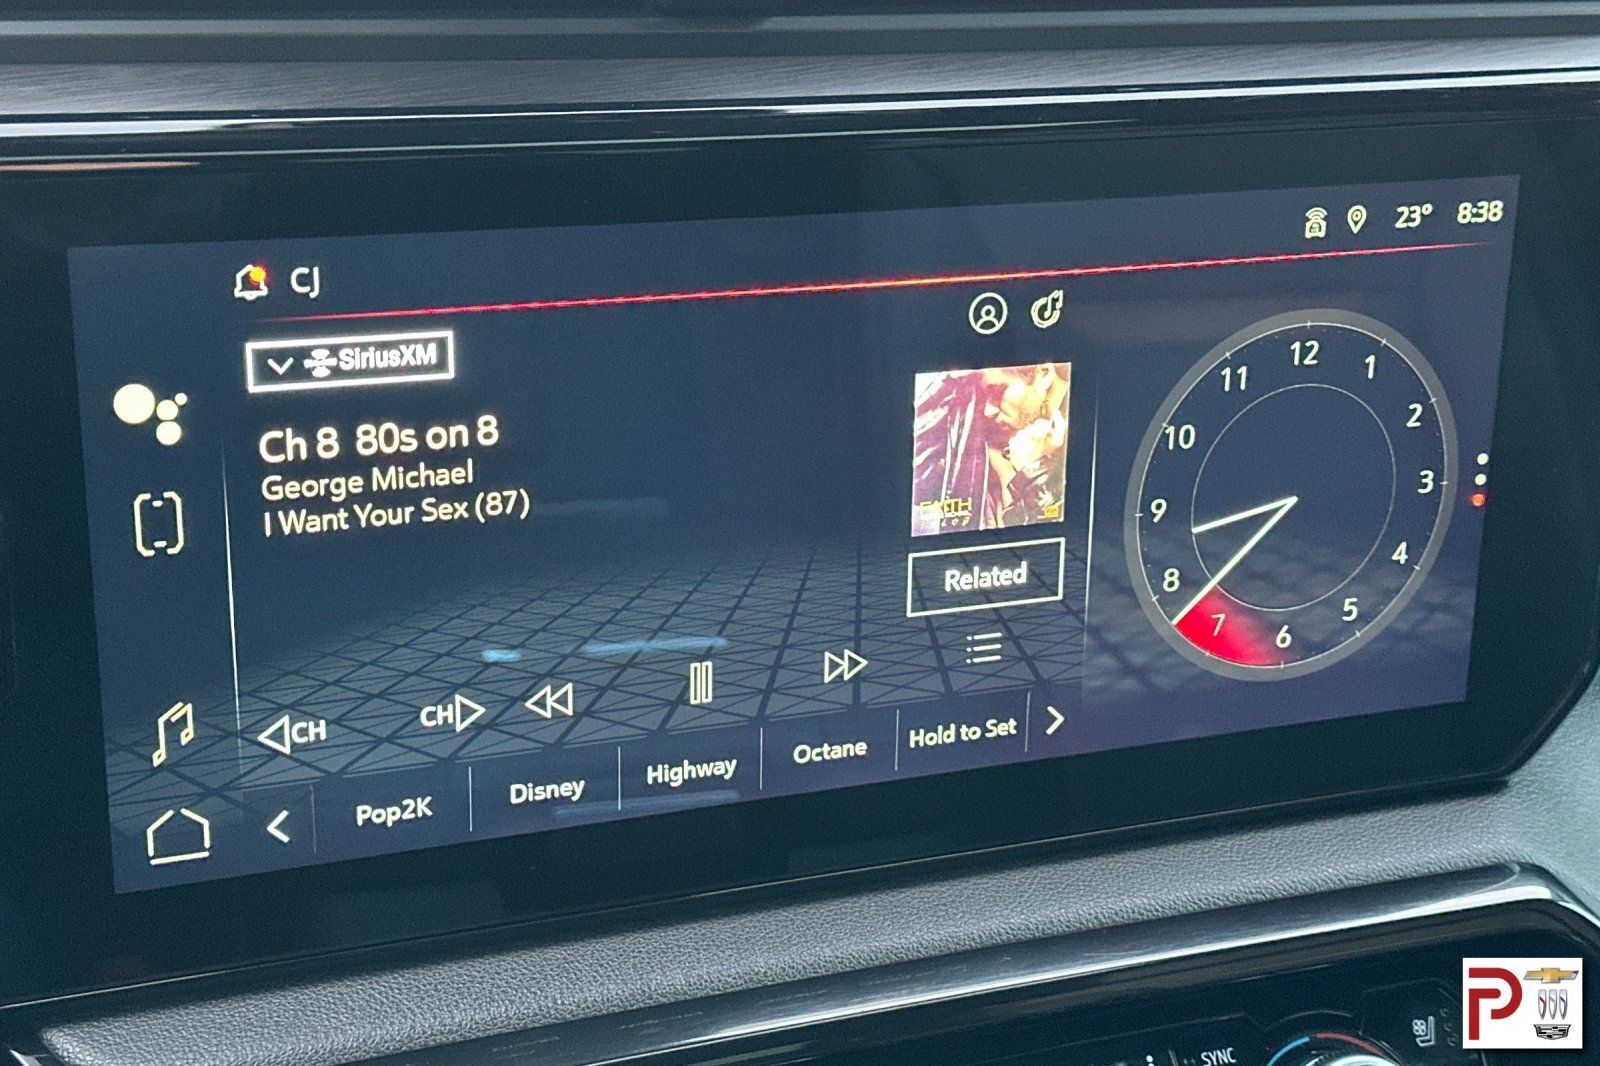 CJ
23° 8:38
SiriusXM
Ch 8 80s on 8
George Michael
I Want Your Sex (87)
FAITH
Related
CH
CH
Pop2K
Disney
Highway
Octane
Hold to Set
12
1
2
3
4
5
6
7
8
9
10
11
SYNC
P